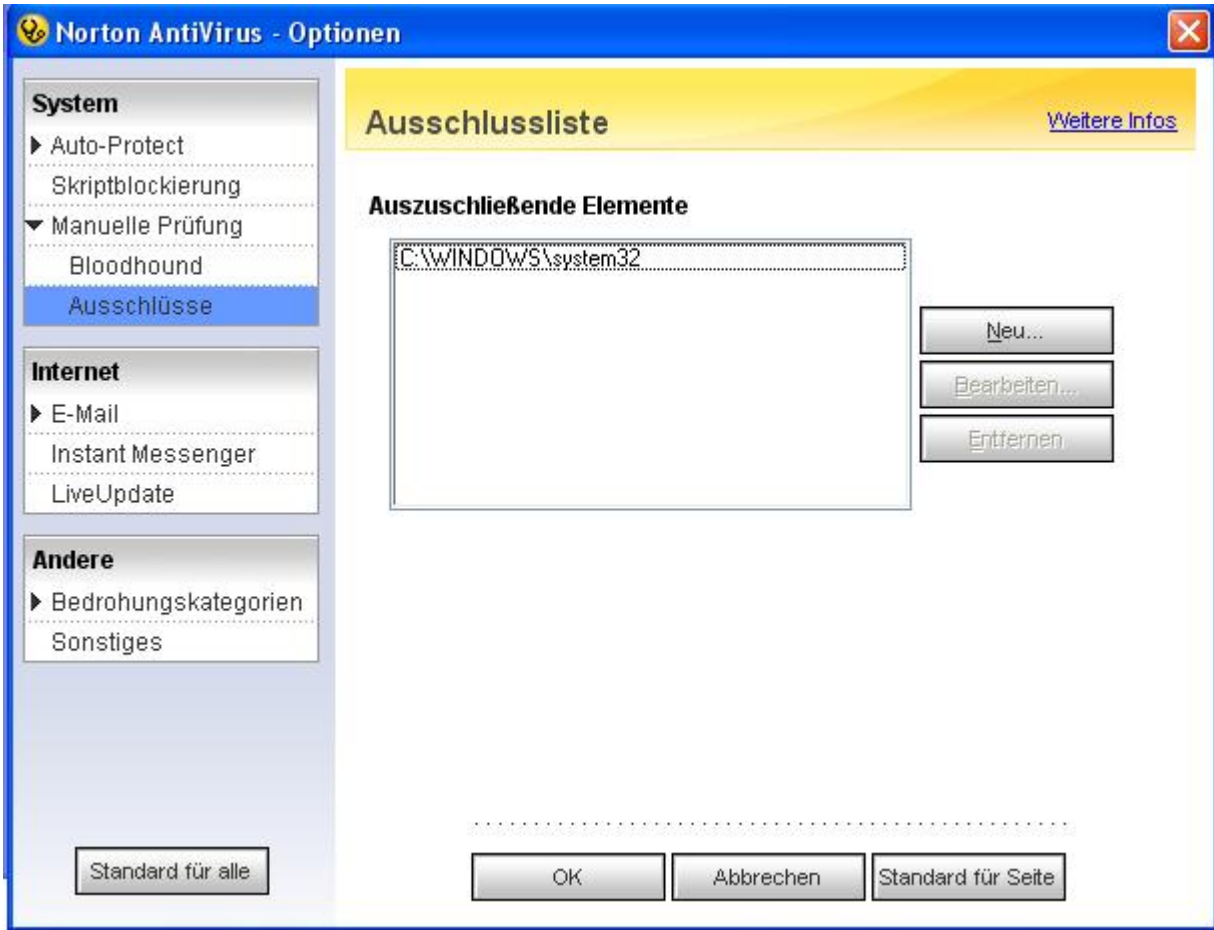 Norton AntiVirus - Optionen
System
Auto-Protect
Skriptblockierung
Manuelle Prüfung
Bloodhound
Ausschlüsse
Internet
E-Mail
Instant Messenger
LiveUpdate
Andere
Bedrohungskategorien
Sonstiges
Standard für alle
Ausschlussliste
Weitere Infos
Auszuschließende Elemente
C:\WINDOWS\system32
Neu...
Bearbeiten...
Entfernen
OK
Abbrechen
Standard für Seite